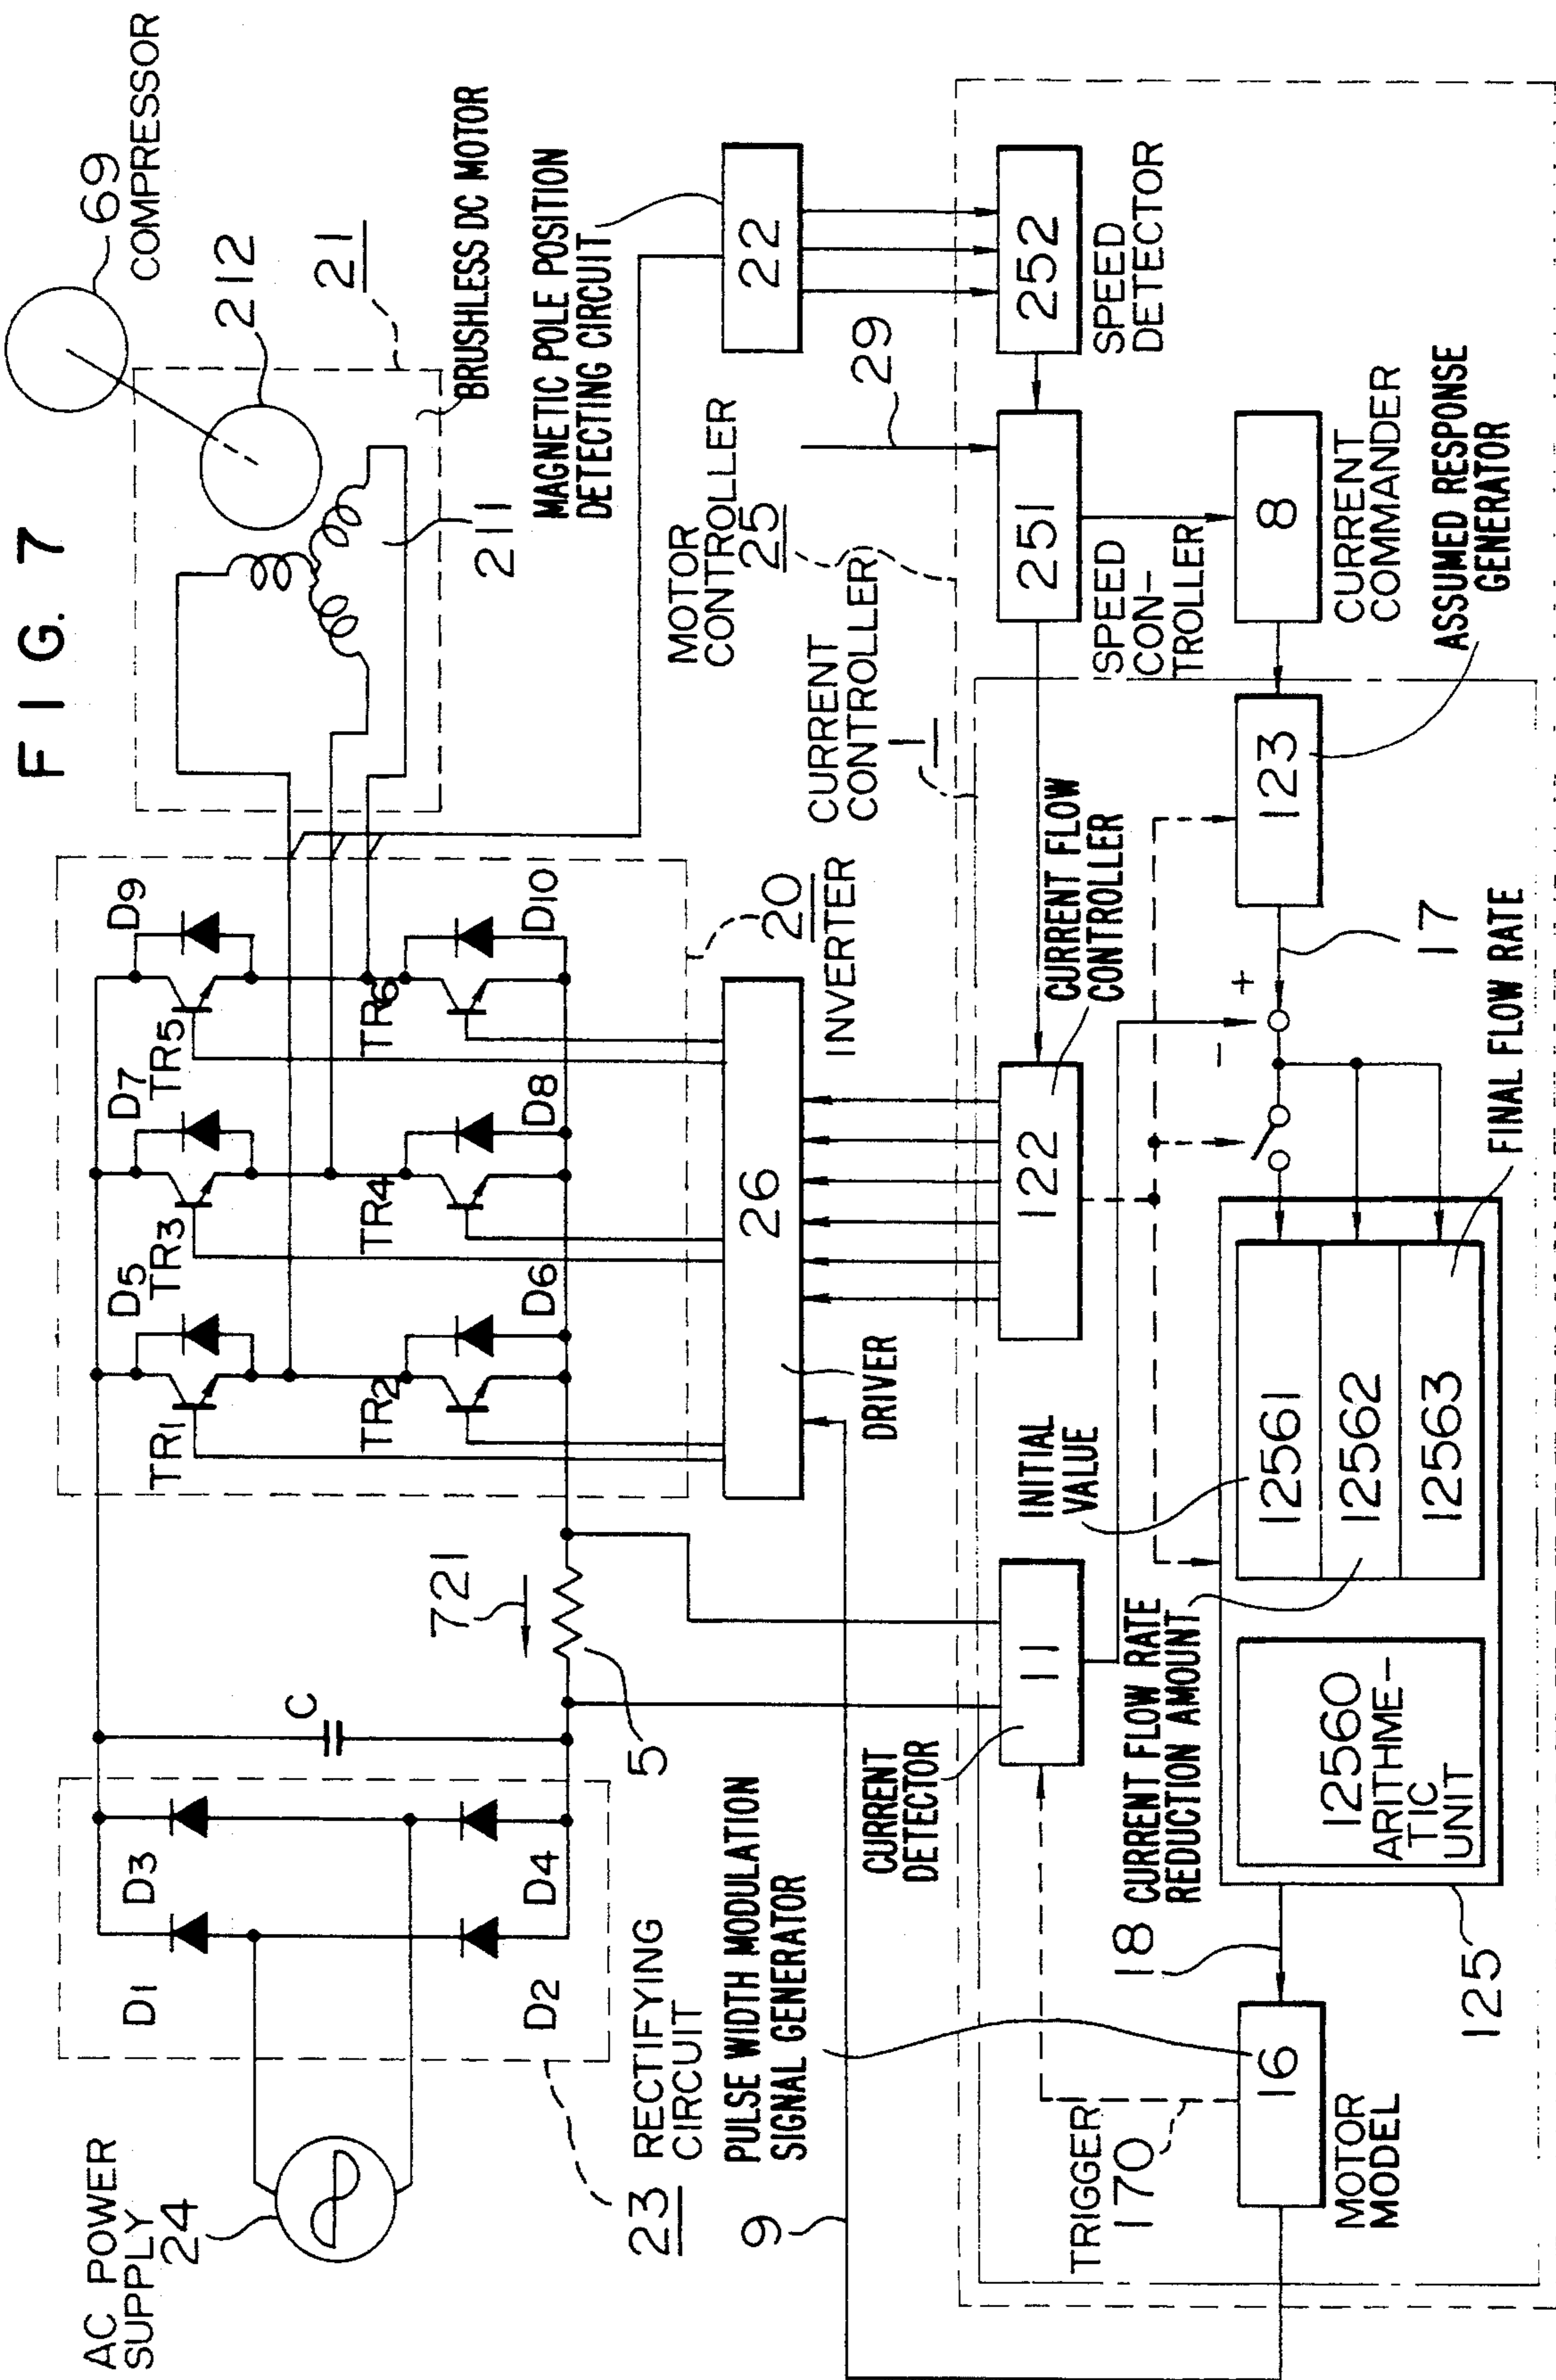 FIG. 7
AC POWER
SUPPLY
24
D1
D3
D2
D4
23 RECTIFYING
CIRCUIT
C
721
5
TR1
D5
TR3
D7
TR5
D9
TR2
D6
TR4
D8
TR6
D10
20
INVERTER
26
DRIVER
69
COMPRESSOR
212
21
BRUSHLESS DC MOTOR
211
MAGNETIC POLE POSITION
DETECTING CIRCUIT
22
MOTOR
CONTROLLER
25
29
252
SPEED
DETECTOR
251
SPEED
CON-
TROLLER
8
CURRENT
COMMANDER
ASSUMED RESPONSE
GENERATOR
CURRENT
CONTROLLER
1
CURRENT FLOW
CONTROLLER
122
123
17
+
-
FINAL FLOW RATE
INITIAL
VALUE
12561
12562
12563
CURRENT FLOW RATE
REDUCTION AMOUNT
12560
ARITHME-
TIC
UNIT
125
18
11
CURRENT
DETECTOR
PULSE WIDTH MODULATION
SIGNAL GENERATOR
9
TRIGGER
170
16
MOTOR
MODEL